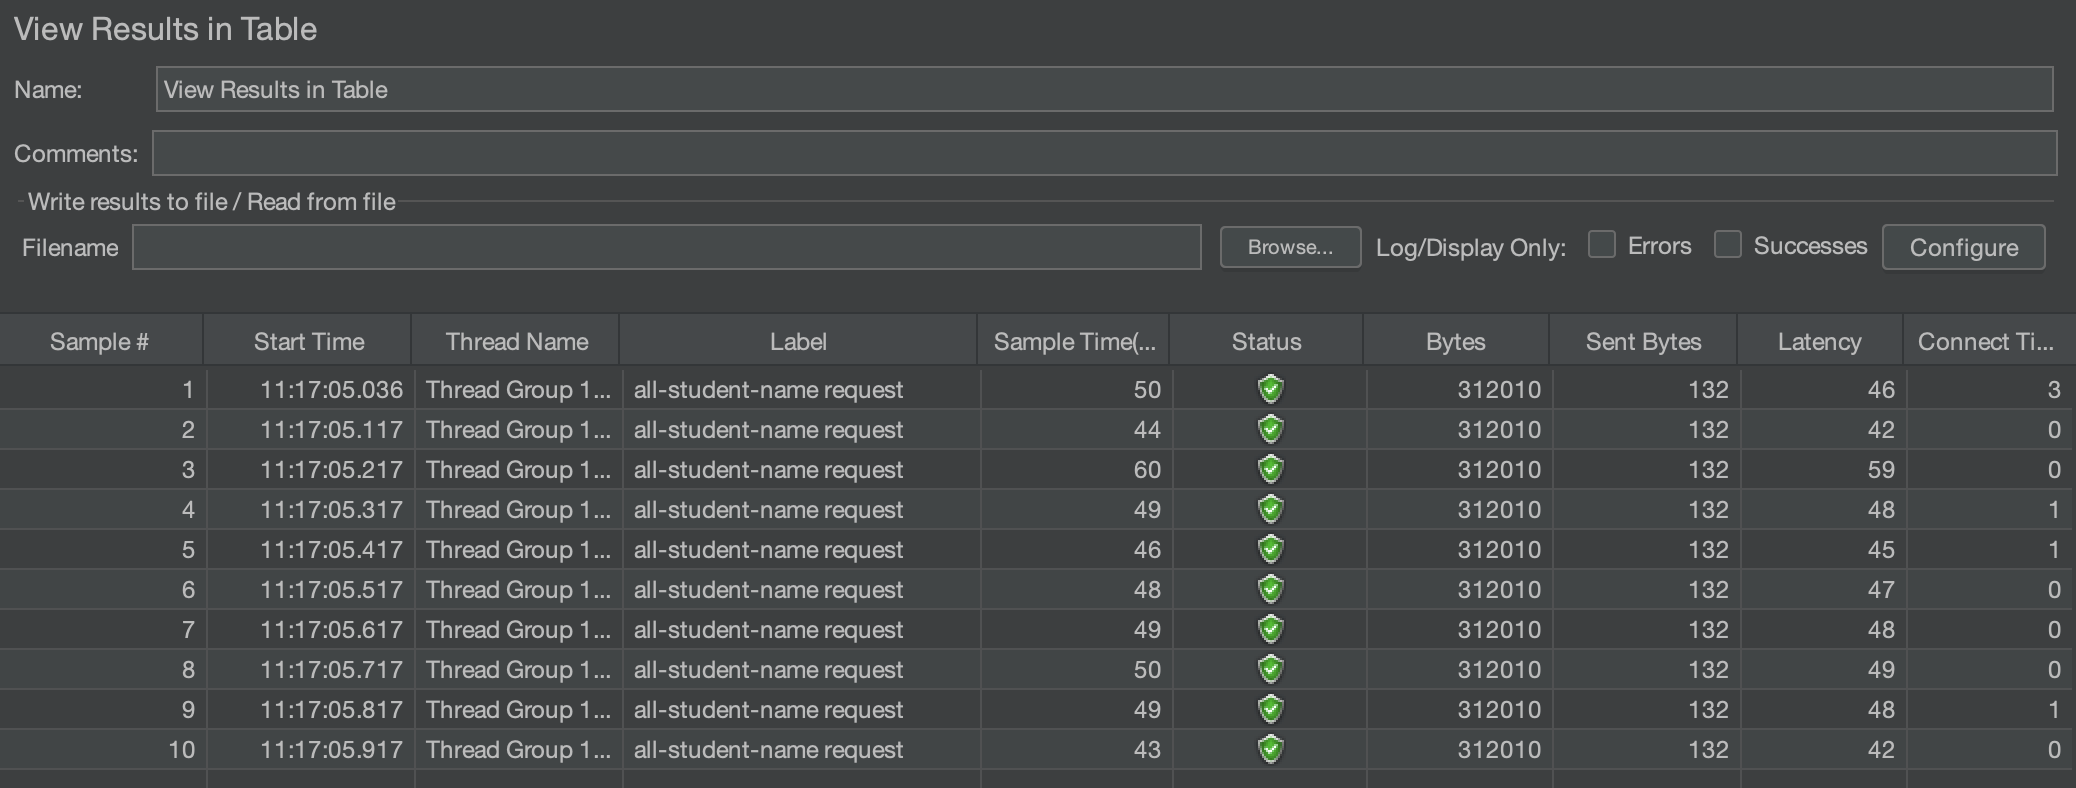 View Results in Table
Name: View Results in Table
Comments:
Write results to file / Read from file
Filename Browse... Log/Display Only: Errors Successes Configure
Sample # Start Time Thread Name Label Sample Time(... Status Bytes Sent Bytes Latency Connect Ti...
1 11:17:05.036 Thread Group 1... all-student-name request 50 312010 132 46 3
2 11:17:05.117 Thread Group 1... all-student-name request 44 312010 132 42 0
3 11:17:05.217 Thread Group 1... all-student-name request 60 312010 132 59 0
4 11:17:05.317 Thread Group 1... all-student-name request 49 312010 132 48 1
5 11:17:05.417 Thread Group 1... all-student-name request 46 312010 132 45 1
6 11:17:05.517 Thread Group 1... all-student-name request 48 312010 132 47 0
7 11:17:05.617 Thread Group 1... all-student-name request 49 312010 132 48 0
8 11:17:05.717 Thread Group 1... all-student-name request 50 312010 132 49 0
9 11:17:05.817 Thread Group 1... all-student-name request 49 312010 132 48 1
10 11:17:05.917 Thread Group 1... all-student-name request 43 312010 132 42 0